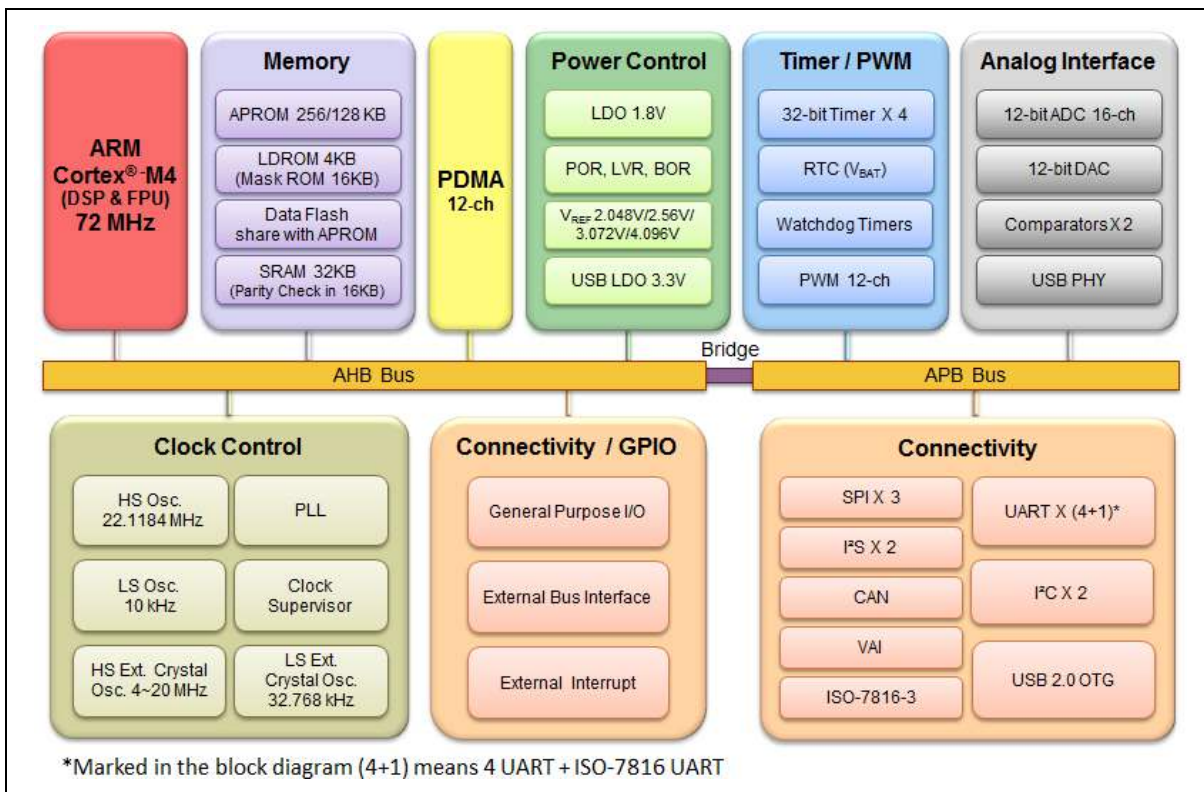 ARM
Cortex®-M4
(DSP & FPU)
72 MHz
Memory
APROM 256/128 KB
LDROM 4KB
(Mask ROM 16KB)
Data Flash
share with APROM
SRAM 32KB
(Parity Check in 16KB)
PDMA
12-ch
Power Control
LDO 1.8V
POR, LVR, BOR
VREF 2.048V/2.56V/
3.072V/4.096V
USB LDO 3.3V
Timer / PWM
32-bit Timer X 4
RTC (VBAT)
Watchdog Timers
PWM 12-ch
Analog Interface
12-bit ADC 16-ch
12-bit DAC
Comparators X 2
USB PHY
AHB Bus
Bridge
APB Bus
Clock Control
HS Osc.
22.1184 MHz
PLL
LS Osc.
10 kHz
Clock
Supervisor
HS Ext. Crystal
Osc. 4~20 MHz
LS Ext.
Crystal Osc.
32.768 kHz
Connectivity / GPIO
General Purpose I/O
External Bus Interface
External Interrupt
Connectivity
SPI X 3
I²S X 2
CAN
VAI
ISO-7816-3
UART X (4+1)*
I²C X 2
USB 2.0 OTG
*Marked in the block diagram (4+1) means 4 UART + ISO-7816 UART